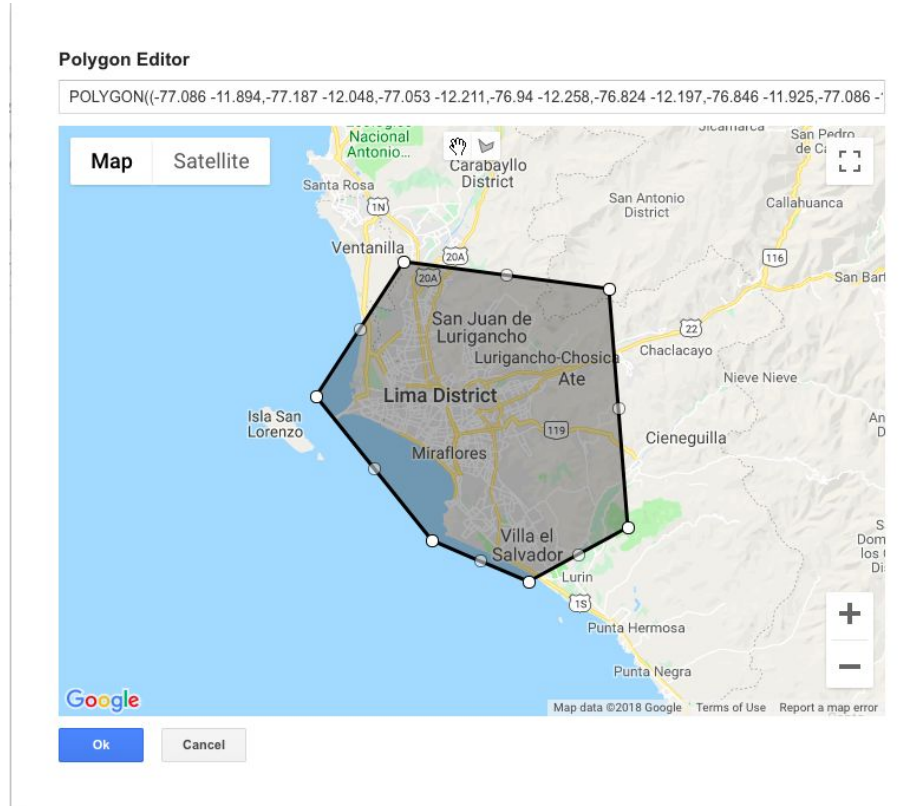 Polygon Editor
POLYGON((-77.086 -11.894,-77.187 -12.048,-77.053 -12.211,-76.94 -12.258,-76.824 -12.197,-76.846 -11.925,-77.086 -
Map
Satellite
Nacional
Antonio...
Carabayllo
District
San Pedro
Santa Rosa
1N
San Antonio
District
Callahuanca
Ventanilla
20A
20A
116
San Bart
San Juan de
Lurigancho
22
Lurigancho-Chosica
Chaclacayo
Ate
Nieve Nieve
Lima District
Isla San
Lorenzo
119
Cieneguilla
Miraflores
Villa el
Salvador
Lurin
1S
Punta Hermosa
Punta Negra
Google
Map data ©2018 Google
Terms of Use
Report a map error
Ok
Cancel